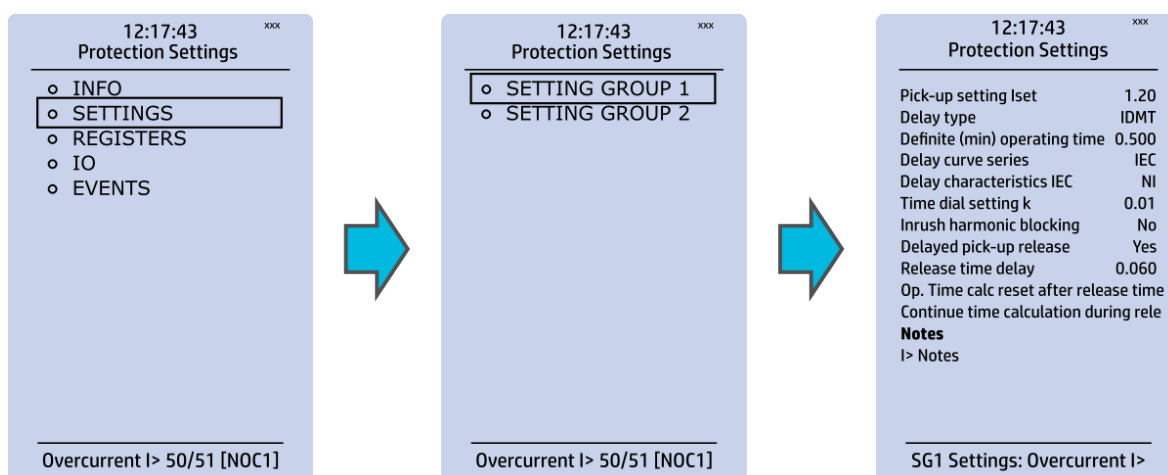 12:17:43 xxx
Protection Settings
INFO
SETTINGS
REGISTERS
IO
EVENTS
Overcurrent I> 50/51 [NOC1]
12:17:43 xxx
Protection Settings
SETTING GROUP 1
SETTING GROUP 2
Overcurrent I> 50/51 [NOC1]
12:17:43 xxx
Protection Settings
Pick-up setting Iset 1.20
Delay type IDMT
Definite (min) operating time 0.500
Delay curve series IEC
Delay characteristics IEC NI
Time dial setting k 0.01
Inrush harmonic blocking No
Delayed pick-up release Yes
Release time delay 0.060
Op. Time calc reset after release time
Continue time calculation during rele
Notes
I> Notes
SG1 Settings: Overcurrent I>